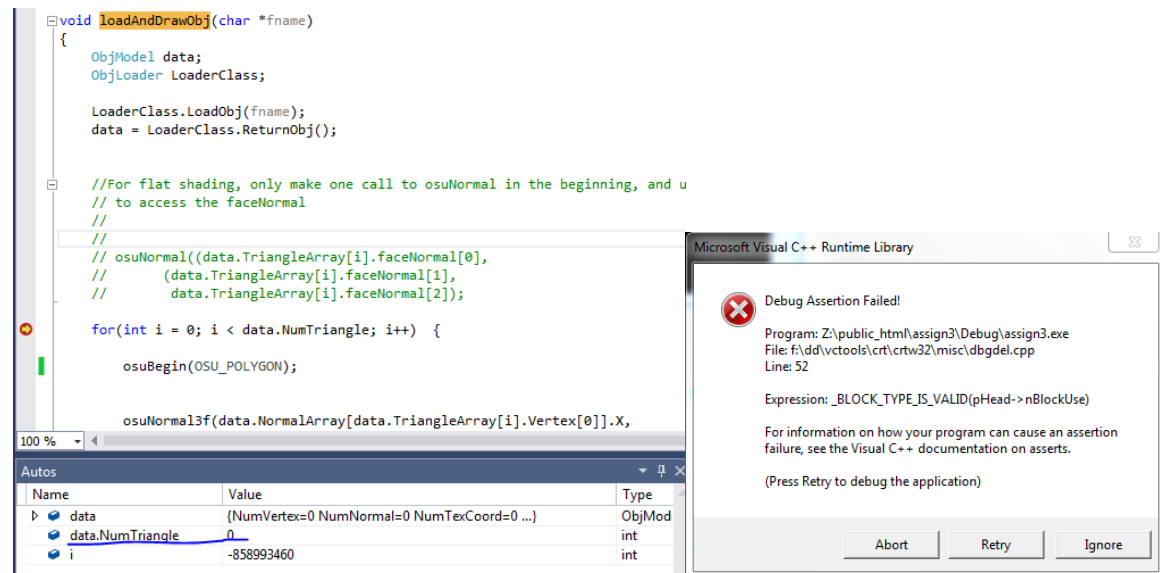 void loadAndDrawObj(char *fname)
{
ObjModel data;
ObjLoader LoaderClass;
LoaderClass.LoadObj(fname);
data = LoaderClass.ReturnObj();
//For flat shading, only make one call to osuNormal in the beginning, and u
// to access the faceNormal
//
//
// osuNormal((data.TriangleArray[i].faceNormal[0],
// (data.TriangleArray[i].faceNormal[1],
// data.TriangleArray[i].faceNormal[2]);
for(int i = 0; i < data.NumTriangle; i++) {
osuBegin(OSU_POLYGON);
osuNormal3f(data.NormalArray[data.TriangleArray[i].Vertex[0]].X,
100 %
Autos
Name Value Type
data {NumVertex=0 NumNormal=0 NumTexCoord=0 ...} ObjMod
data.NumTriangle 0 int
i -858993460 int
Microsoft Visual C++ Runtime Library
Debug Assertion Failed!
Program: Z:\public_html\assign3\Debug\assign3.exe
File: f:\dd\vctools\crt\crtw32\misc\dbgdel.cpp
Line: 52
Expression: _BLOCK_TYPE_IS_VALID(pHead->nBlockUse)
For information on how your program can cause an assertion
failure, see the Visual C++ documentation on asserts.
(Press Retry to debug the application)
Abort Retry Ignore